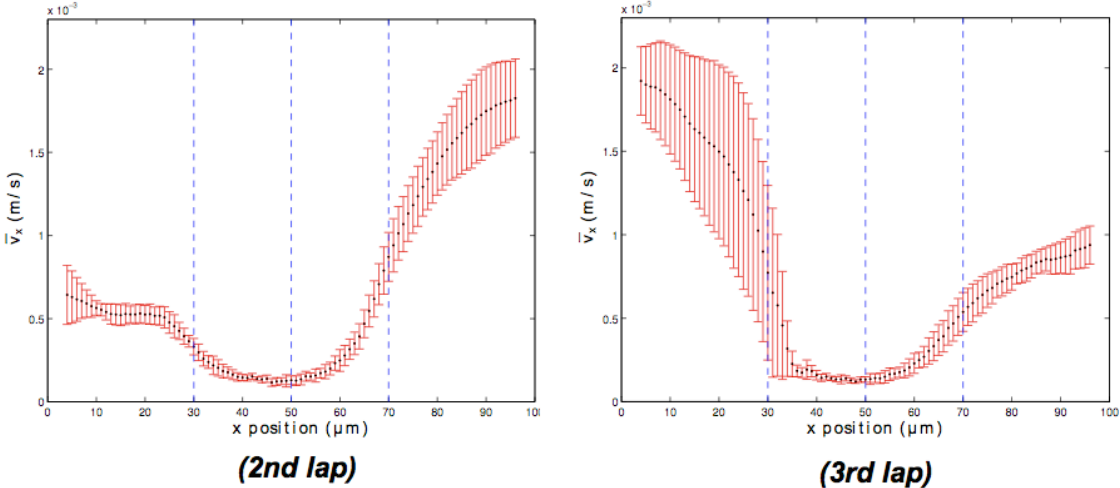 x 10⁻³
2
1.5
1
0.5
0
v̄ₓ (m/s)
0 10 20 30 40 50 60 70 80 90 10
x position (µm)
(2nd lap)
x 10⁻³
2
1.5
1
0.5
0
v̄ₓ (m/s)
0 10 20 30 40 50 60 70 80 90 100
x position (µm)
(3rd lap)